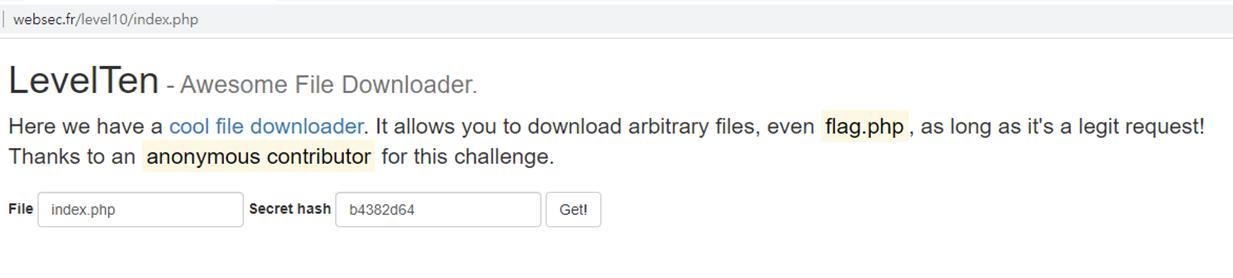 websec.fr/level10/index.php
LevelTen - Awesome File Downloader.
Here we have a cool file downloader. It allows you to download arbitrary files, even flag.php, as long as it's a legit request!
Thanks to an anonymous contributor for this challenge.
File index.php Secret hash b4382d64 Get!